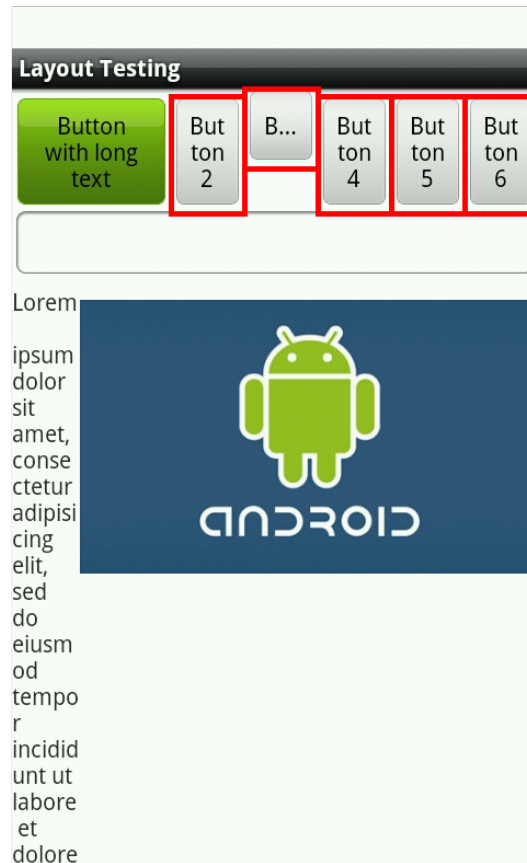 Layout Testing
Button
with long
text
But
ton
2
B...
But
ton
4
But
ton
5
But
ton
6
Lorem
ipsum
dolor
sit
amet,
conse
ctetur
adipisi
cing
elit,
sed
do
eiusm
od
tempo
r
incidid
unt ut
labore
et
dolore
ANDROID